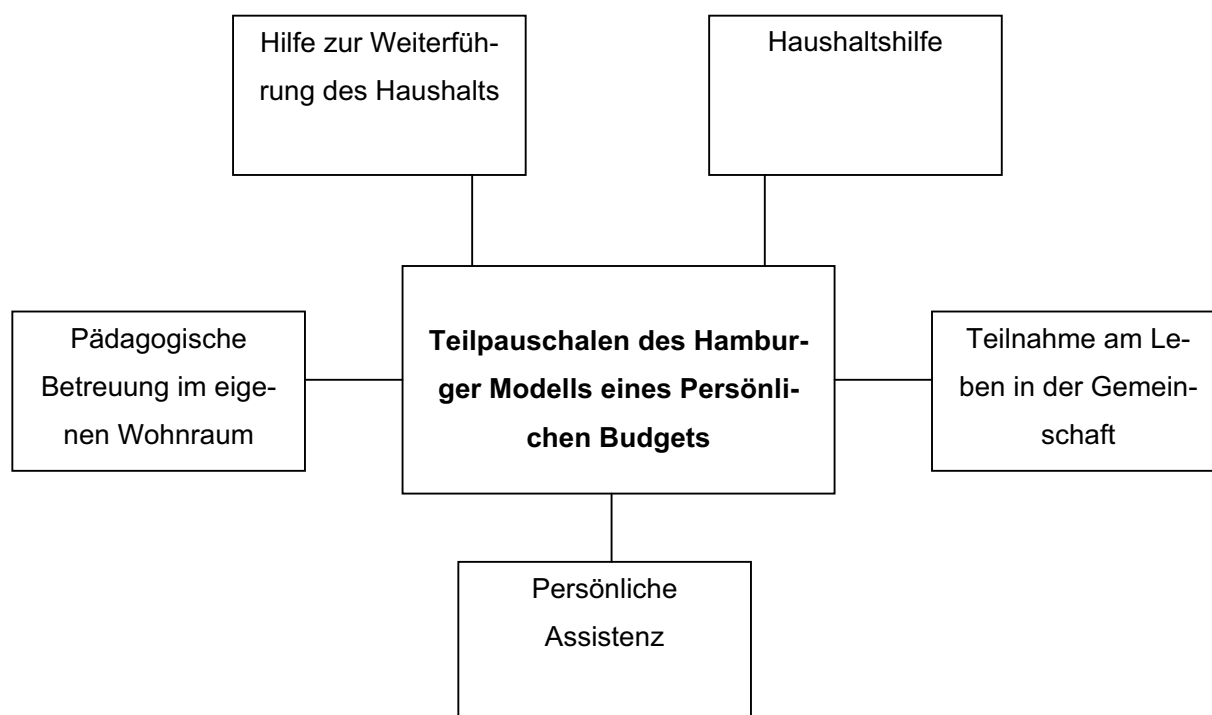 Hilfe zur Weiterfüh-
rung des Haushalts
Haushaltshilfe
Pädagogische
Betreuung im eige-
nen Wohnraum
Teilpauschalen des Hambur-
ger Modells eines Persönli-
chen Budgets
Teilnahme am Le-
ben in der Gemein-
schaft
Persönliche
Assistenz